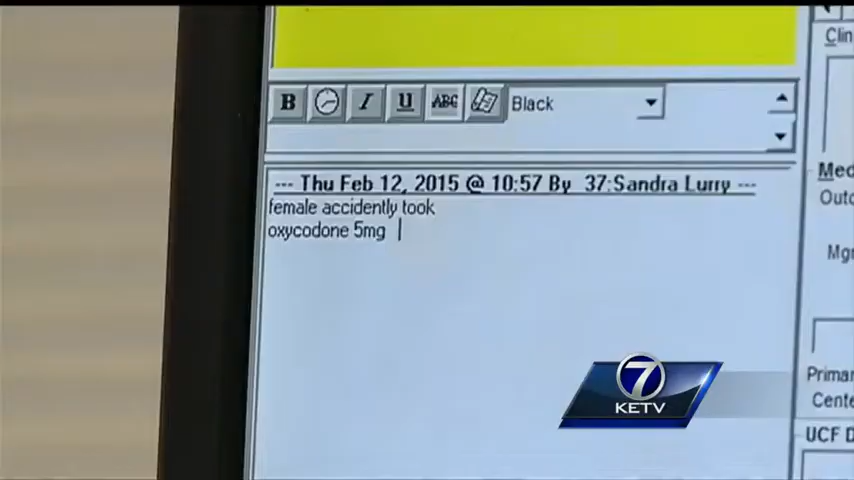 Clin
B I U ABC Black
--- Thu Feb 12, 2015 @ 10:57 By 37:Sandra Lurry ---
female accidently took
oxycodone 5mg
Med
Outc
Mgr
Primar
Cente
UCF D
7
KETV